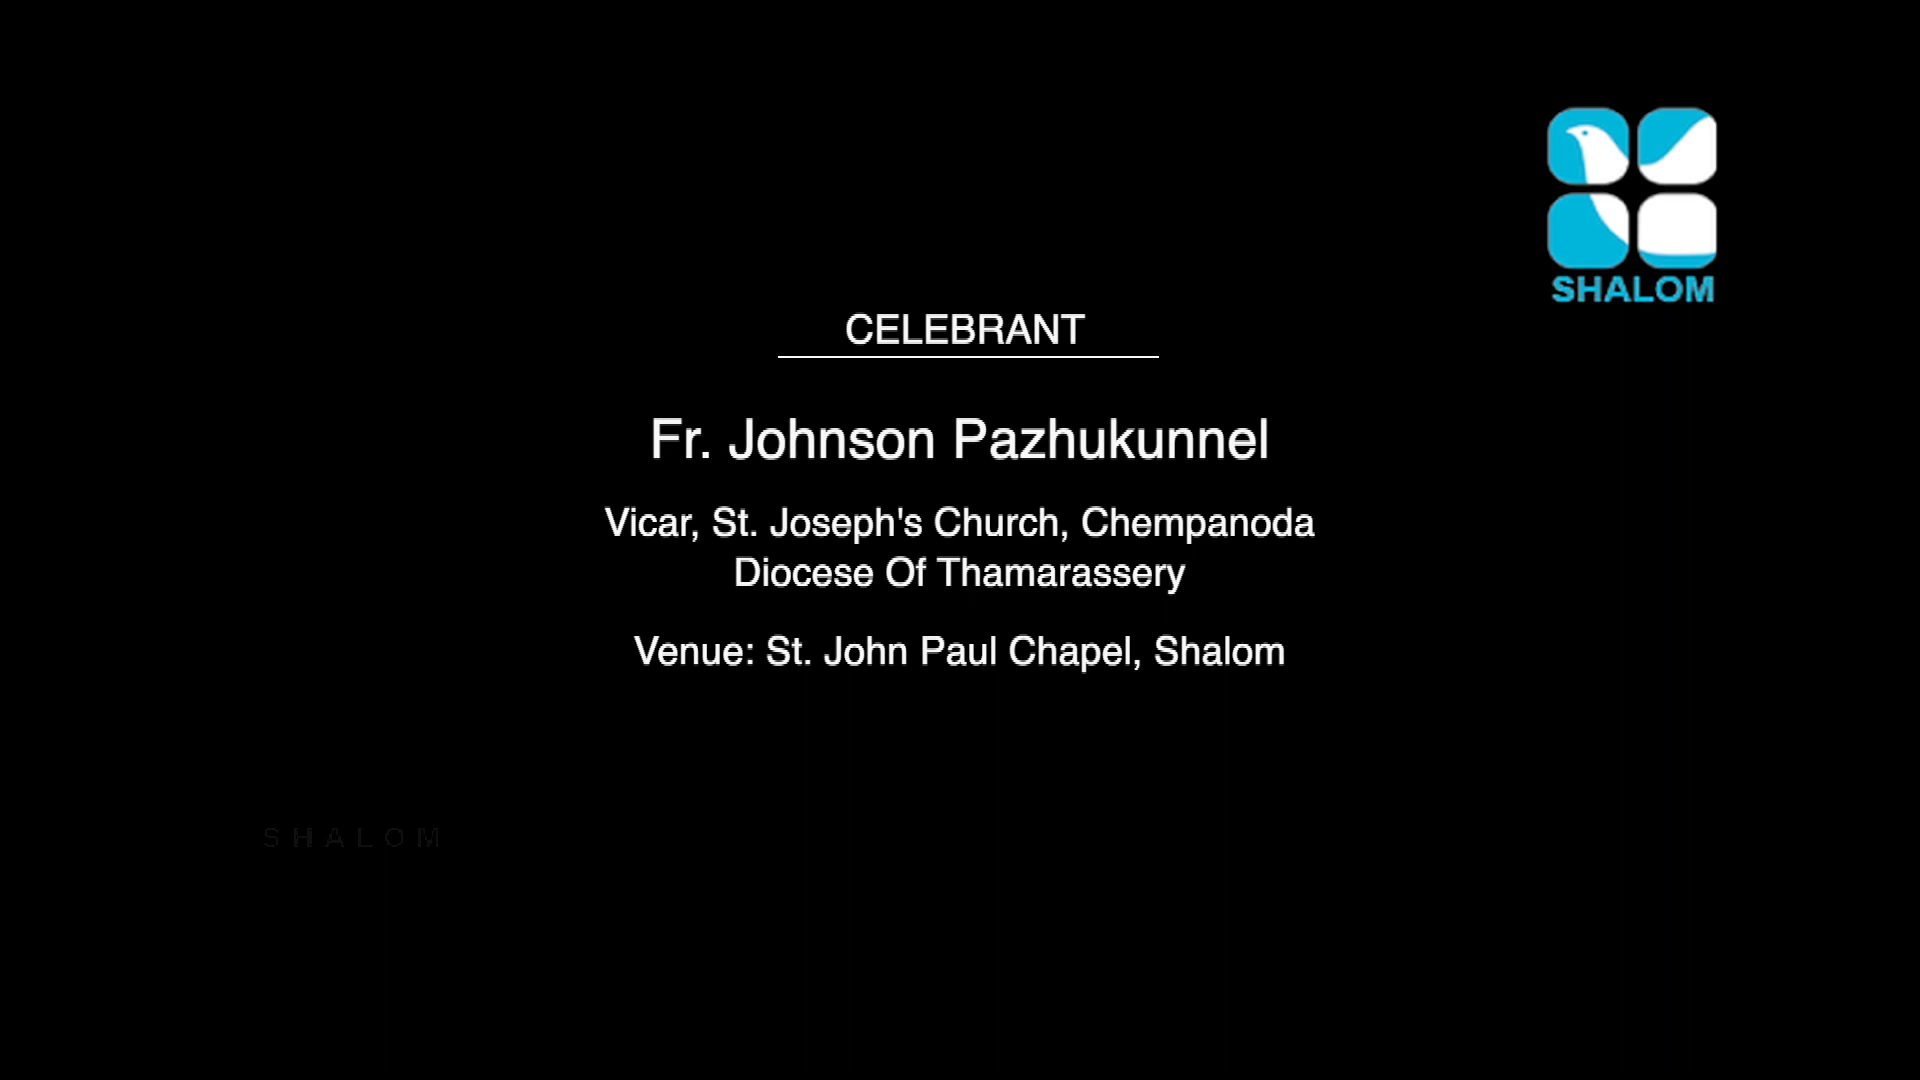 SHALOM
CELEBRANT
Fr. Johnson Pazhukunnel
Vicar, St. Joseph's Church, Chempanoda
Diocese Of Thamarassery
Venue: St. John Paul Chapel, Shalom
SHALOM